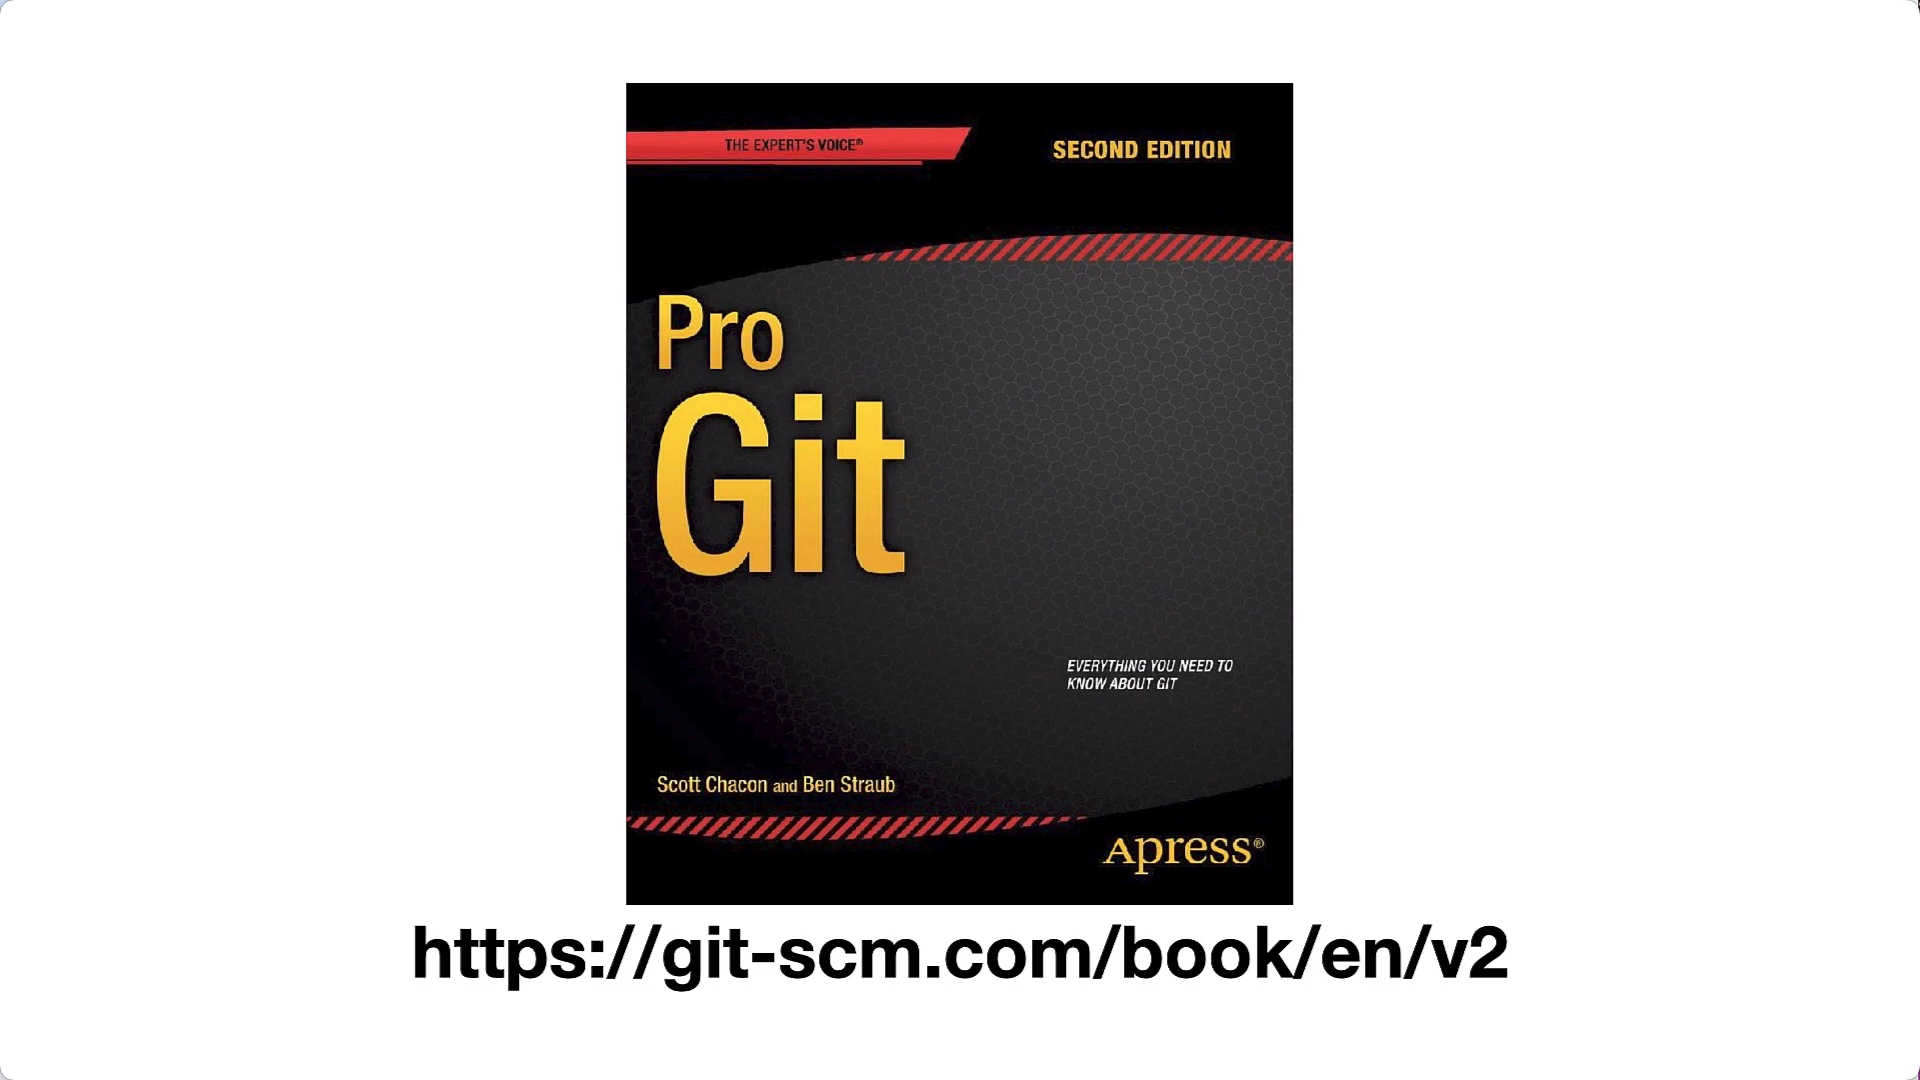 THE EXPERT'S VOICE®
SECOND EDITION
Pro
Git
EVERYTHING YOU NEED TO
KNOW ABOUT GIT
Scott Chacon and Ben Straub
Apress®
https://git-scm.com/book/en/v2